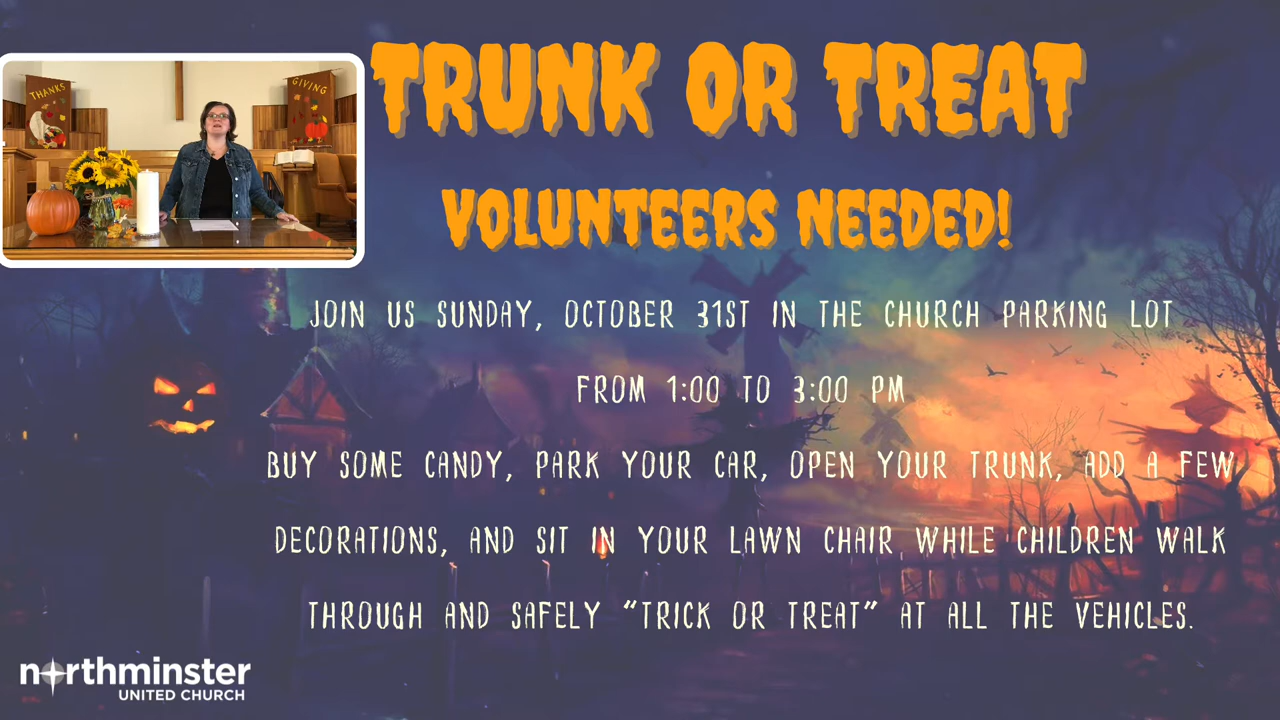 THANKS
GIVING
TRUNK OR TREAT
VOLUNTEERS NEEDED!
JOIN US SUNDAY, OCTOBER 31ST IN THE CHURCH PARKING LOT
FROM 1:00 TO 3:00 PM
BUY SOME CANDY, PARK YOUR CAR, OPEN YOUR TRUNK, ADD A FEW
DECORATIONS, AND SIT IN YOUR LAWN CHAIR WHILE CHILDREN WALK
THROUGH AND SAFELY "TRICK OR TREAT" AT ALL THE VEHICLES.
northminster
UNITED CHURCH